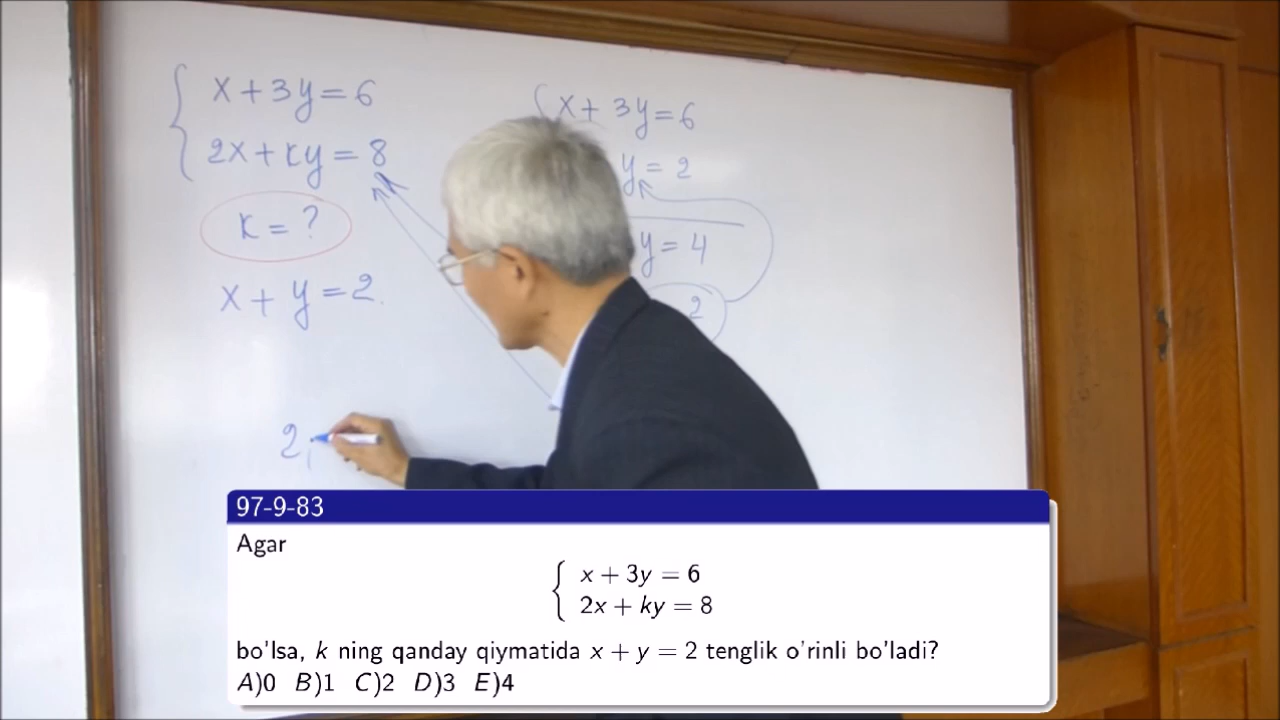 x + 3y = 6
2x + ky = 8
k = ?
x + y = 2.
x + 3y = 6
y = 2
y = 4
2
2
97-9-83
Agar
x + 3y = 6
2x + ky = 8
bo'lsa, k ning qanday qiymatida x + y = 2 tenglik o'rinli bo'ladi?
A)0 B)1 C)2 D)3 E)4